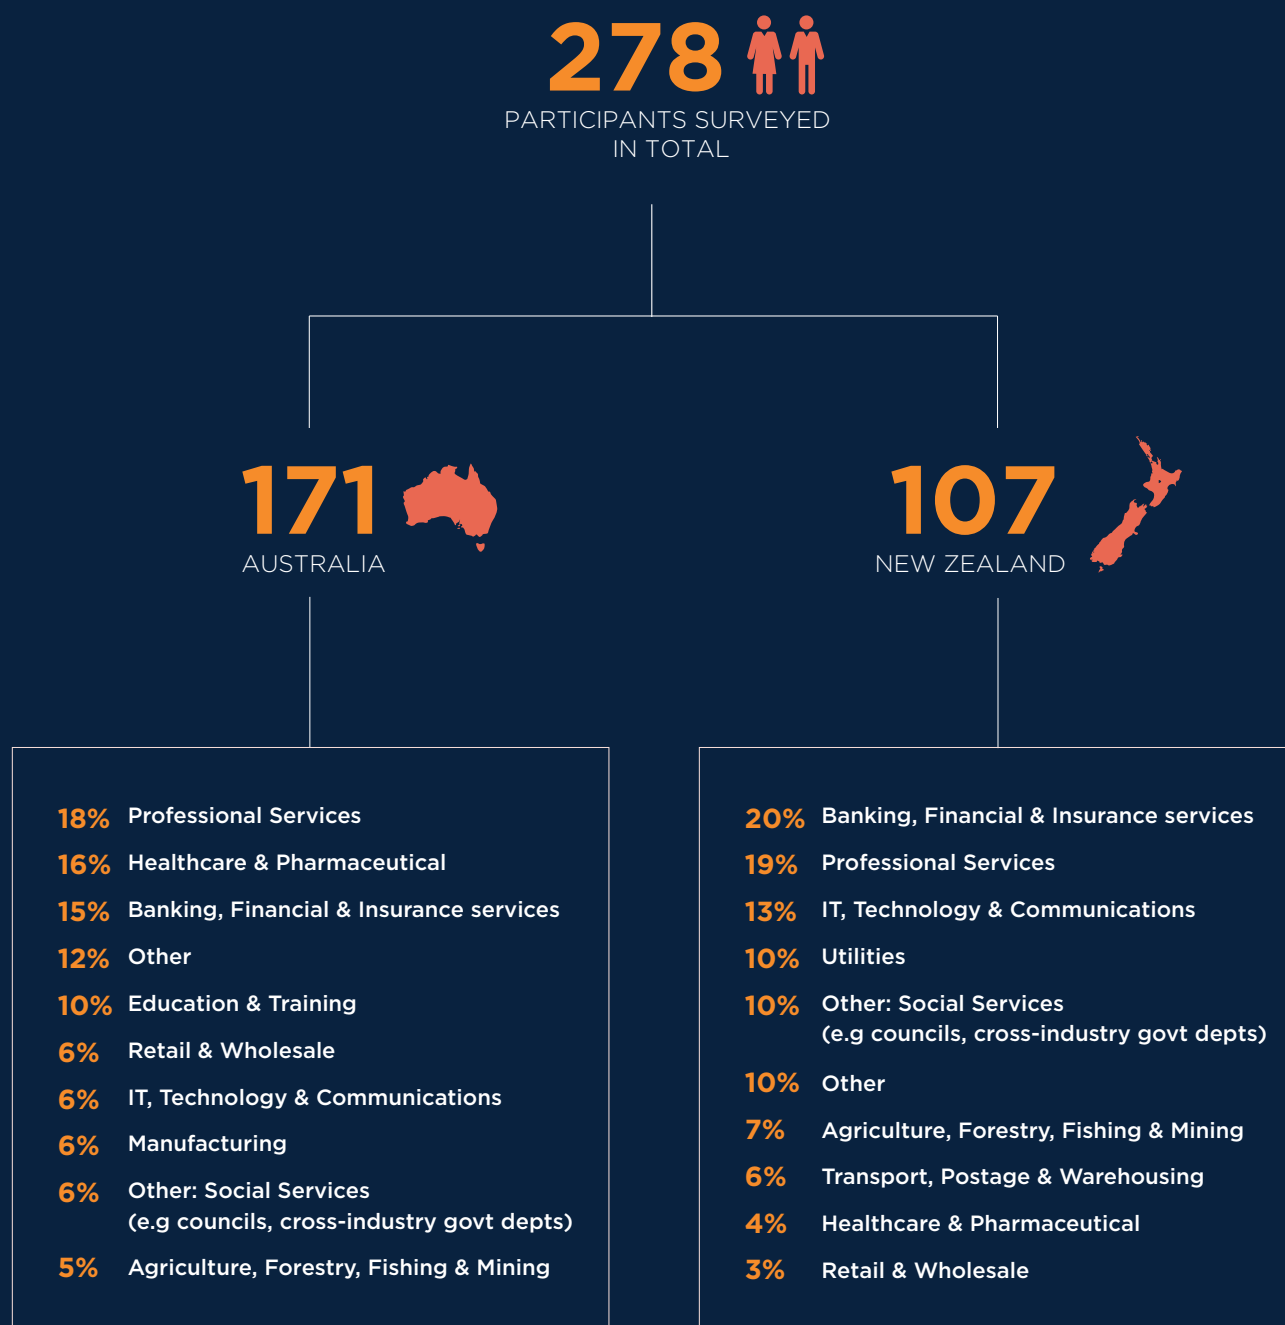 278
PARTICIPANTS SURVEYED
IN TOTAL
171
AUSTRALIA
107
NEW ZEALAND
18% Professional Services
16% Healthcare & Pharmaceutical
15% Banking, Financial & Insurance services
12% Other
10% Education & Training
6% Retail & Wholesale
6% IT, Technology & Communications
6% Manufacturing
6% Other: Social Services
(e.g councils, cross-industry govt depts)
5% Agriculture, Forestry, Fishing & Mining
20% Banking, Financial & Insurance services
19% Professional Services
13% IT, Technology & Communications
10% Utilities
10% Other: Social Services
(e.g councils, cross-industry govt depts)
10% Other
7% Agriculture, Forestry, Fishing & Mining
6% Transport, Postage & Warehousing
4% Healthcare & Pharmaceutical
3% Retail & Wholesale